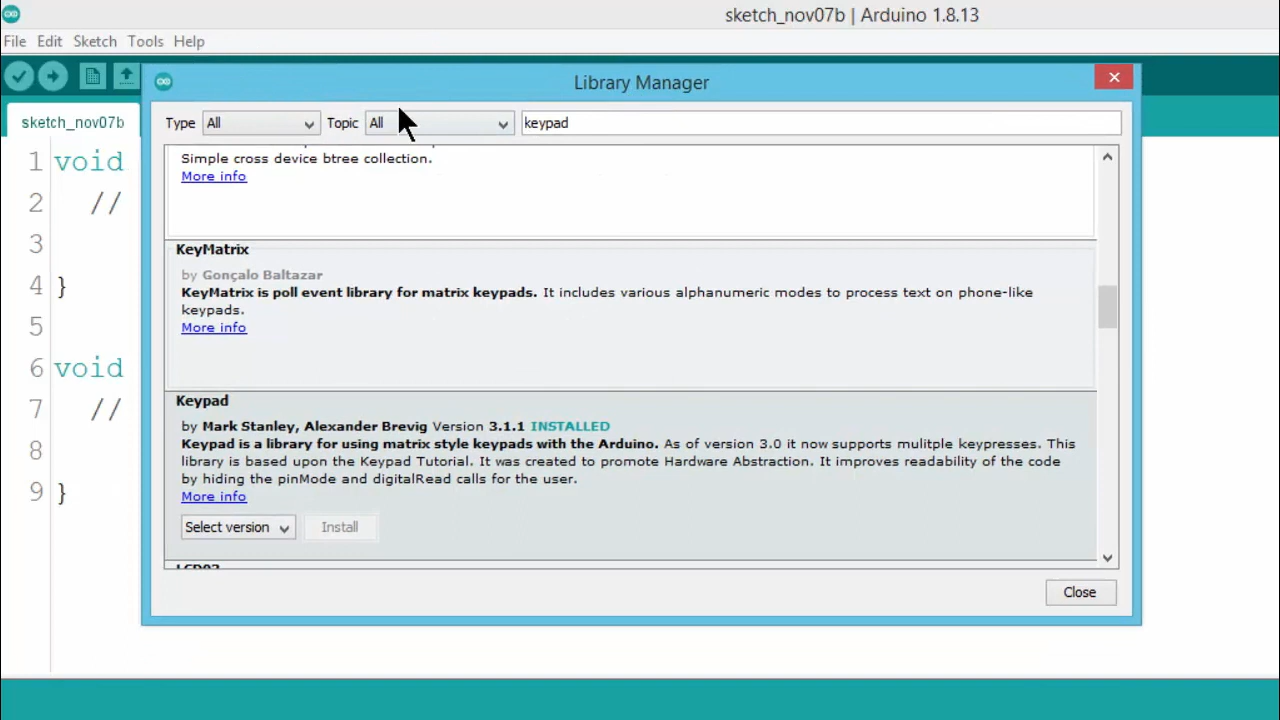 sketch_nov07b | Arduino 1.8.13
File Edit Sketch Tools Help
Library Manager
sketch_nov07b
Type All Topic All keypad
1 void
2 //
3
4 }
5
6 void
7 //
8
9 }
Simple cross device btree collection.
More info
KeyMatrix
by Gonçalo Baltazar
KeyMatrix is poll event library for matrix keypads. It includes various alphanumeric modes to process text on phone-like
keypads.
More info
Keypad
by Mark Stanley, Alexander Brevig Version 3.1.1 INSTALLED
Keypad is a library for using matrix style keypads with the Arduino. As of version 3.0 it now supports mulitple keypresses. This
library is based upon the Keypad Tutorial. It was created to promote Hardware Abstraction. It improves readability of the code
by hiding the pinMode and digitalRead calls for the user.
More info
Select version Install
Close